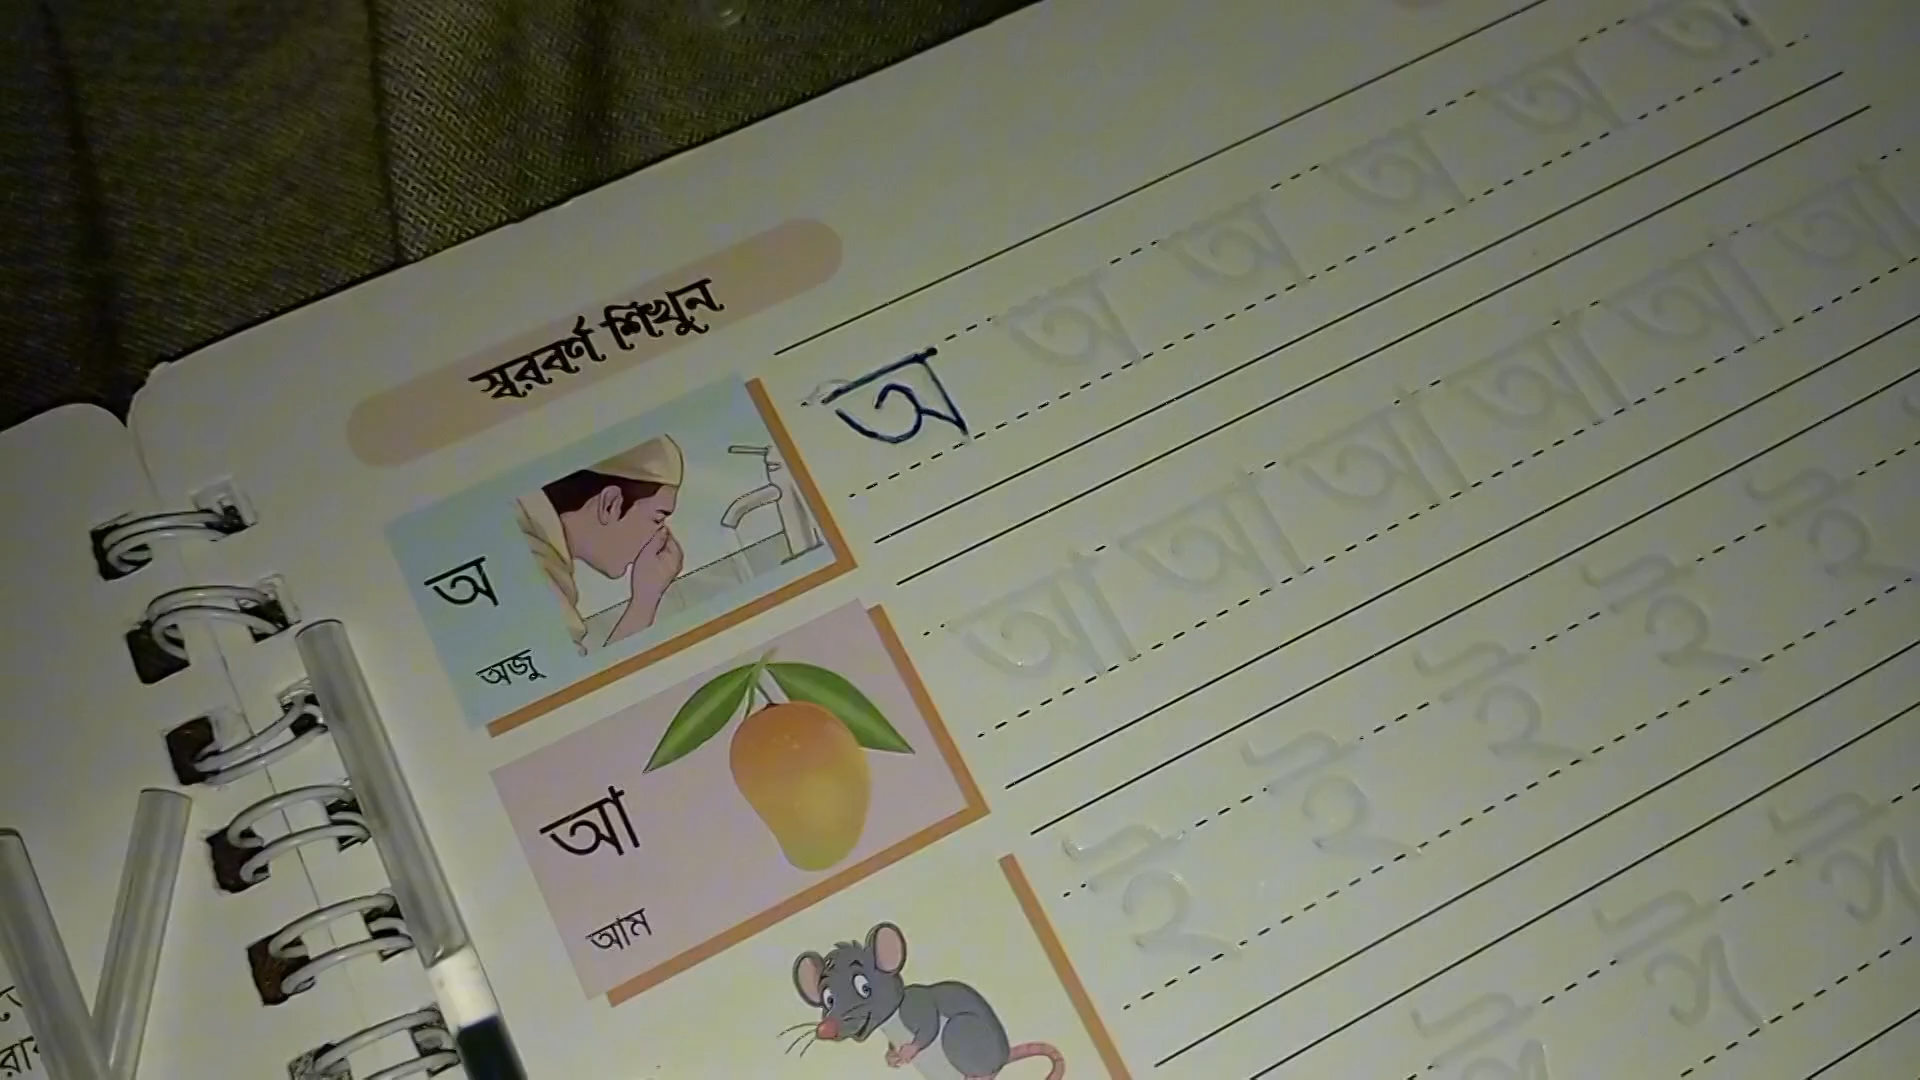 স্বরবর্ণ শিখুন
অ
অজু
অ অ অ অ অ অ
আ
আম
আ আ আ আ আ আ
ই ই ই ই ই
ঈ ঈ ঈ